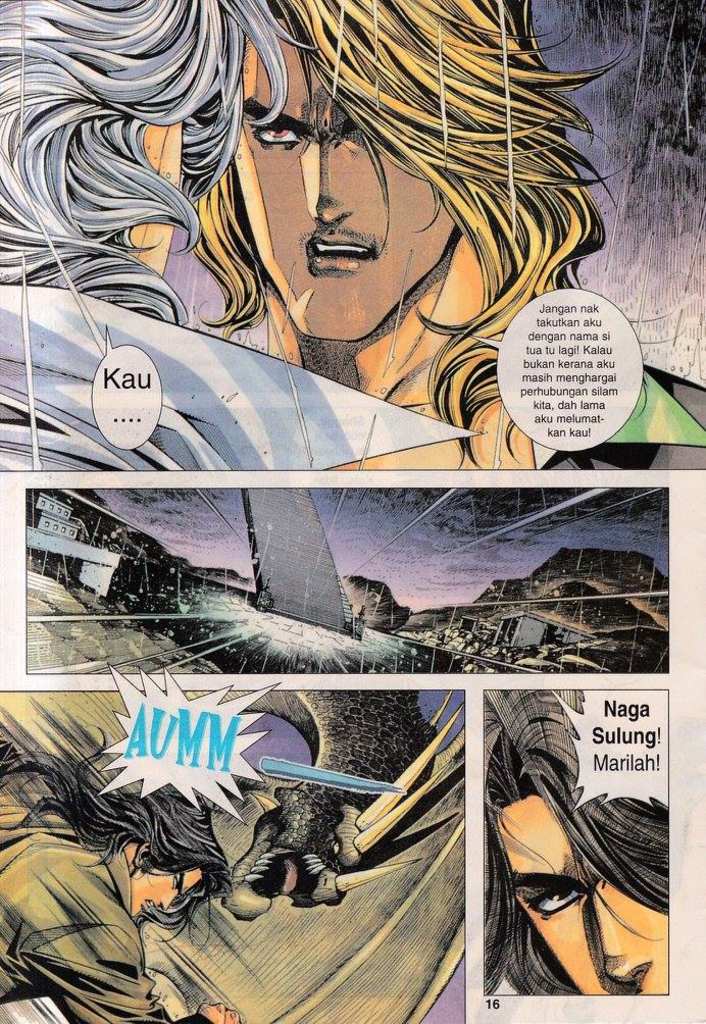 Kau
....
Jangan nak
takutkan aku
dengan nama si
tua tu lagi! Kalau
bukan kerana aku
masih menghargai
perhubungan silam
kita, dah lama
aku melumat-
kan kau!
AUMM
Naga
Sulung!
Marilah!
16